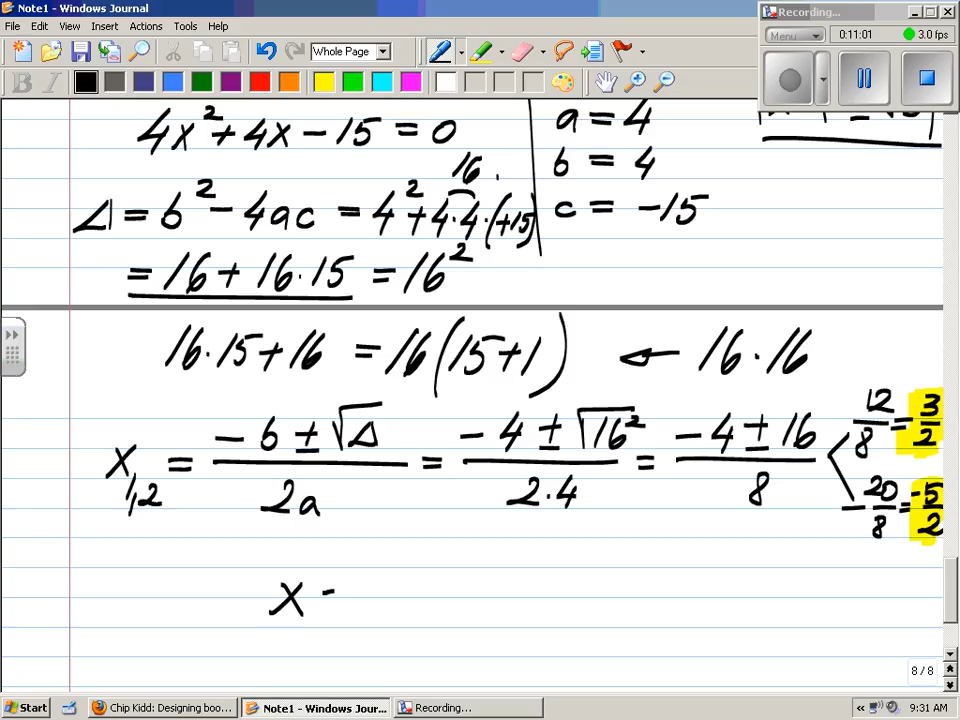 Note1 - Windows Journal
File Edit View Insert Actions Tools Help
Whole Page
Recording...
Menu
0:11:01
3.0 fps
4x² + 4x - 15 = 0
a = 4
b = 4
c = -15
16
Δ = b² - 4ac = 4² + 4·4·(+15)
= 16 + 16·15 = 16²
16·15 + 16 = 16(15+1) ← 16·16
x1,2 = (-b ± √Δ)/2a = (-4 ± √16²)/2·4 = (-4 ± 16)/8
12/8 = 3/2
-20/8 = -5/2
x -
8 / 8
Start
Chip Kidd: Designing boo...
Note1 - Windows Jour...
Recording...
9:31 AM